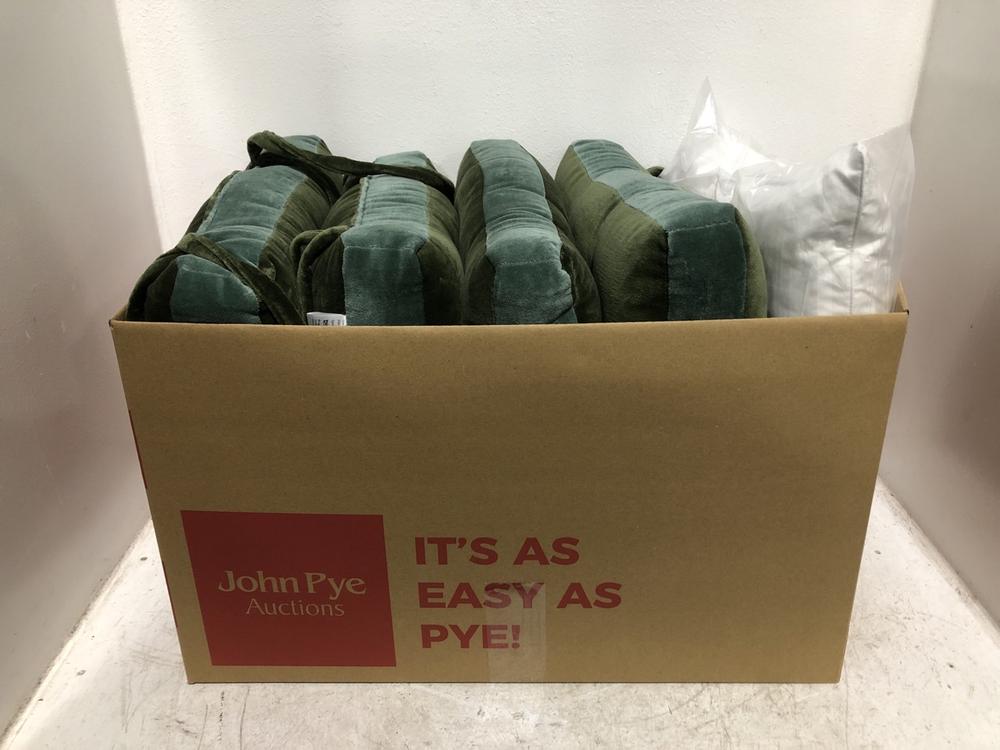 John Pye
Auctions
IT'S AS
EASY AS
PYE!